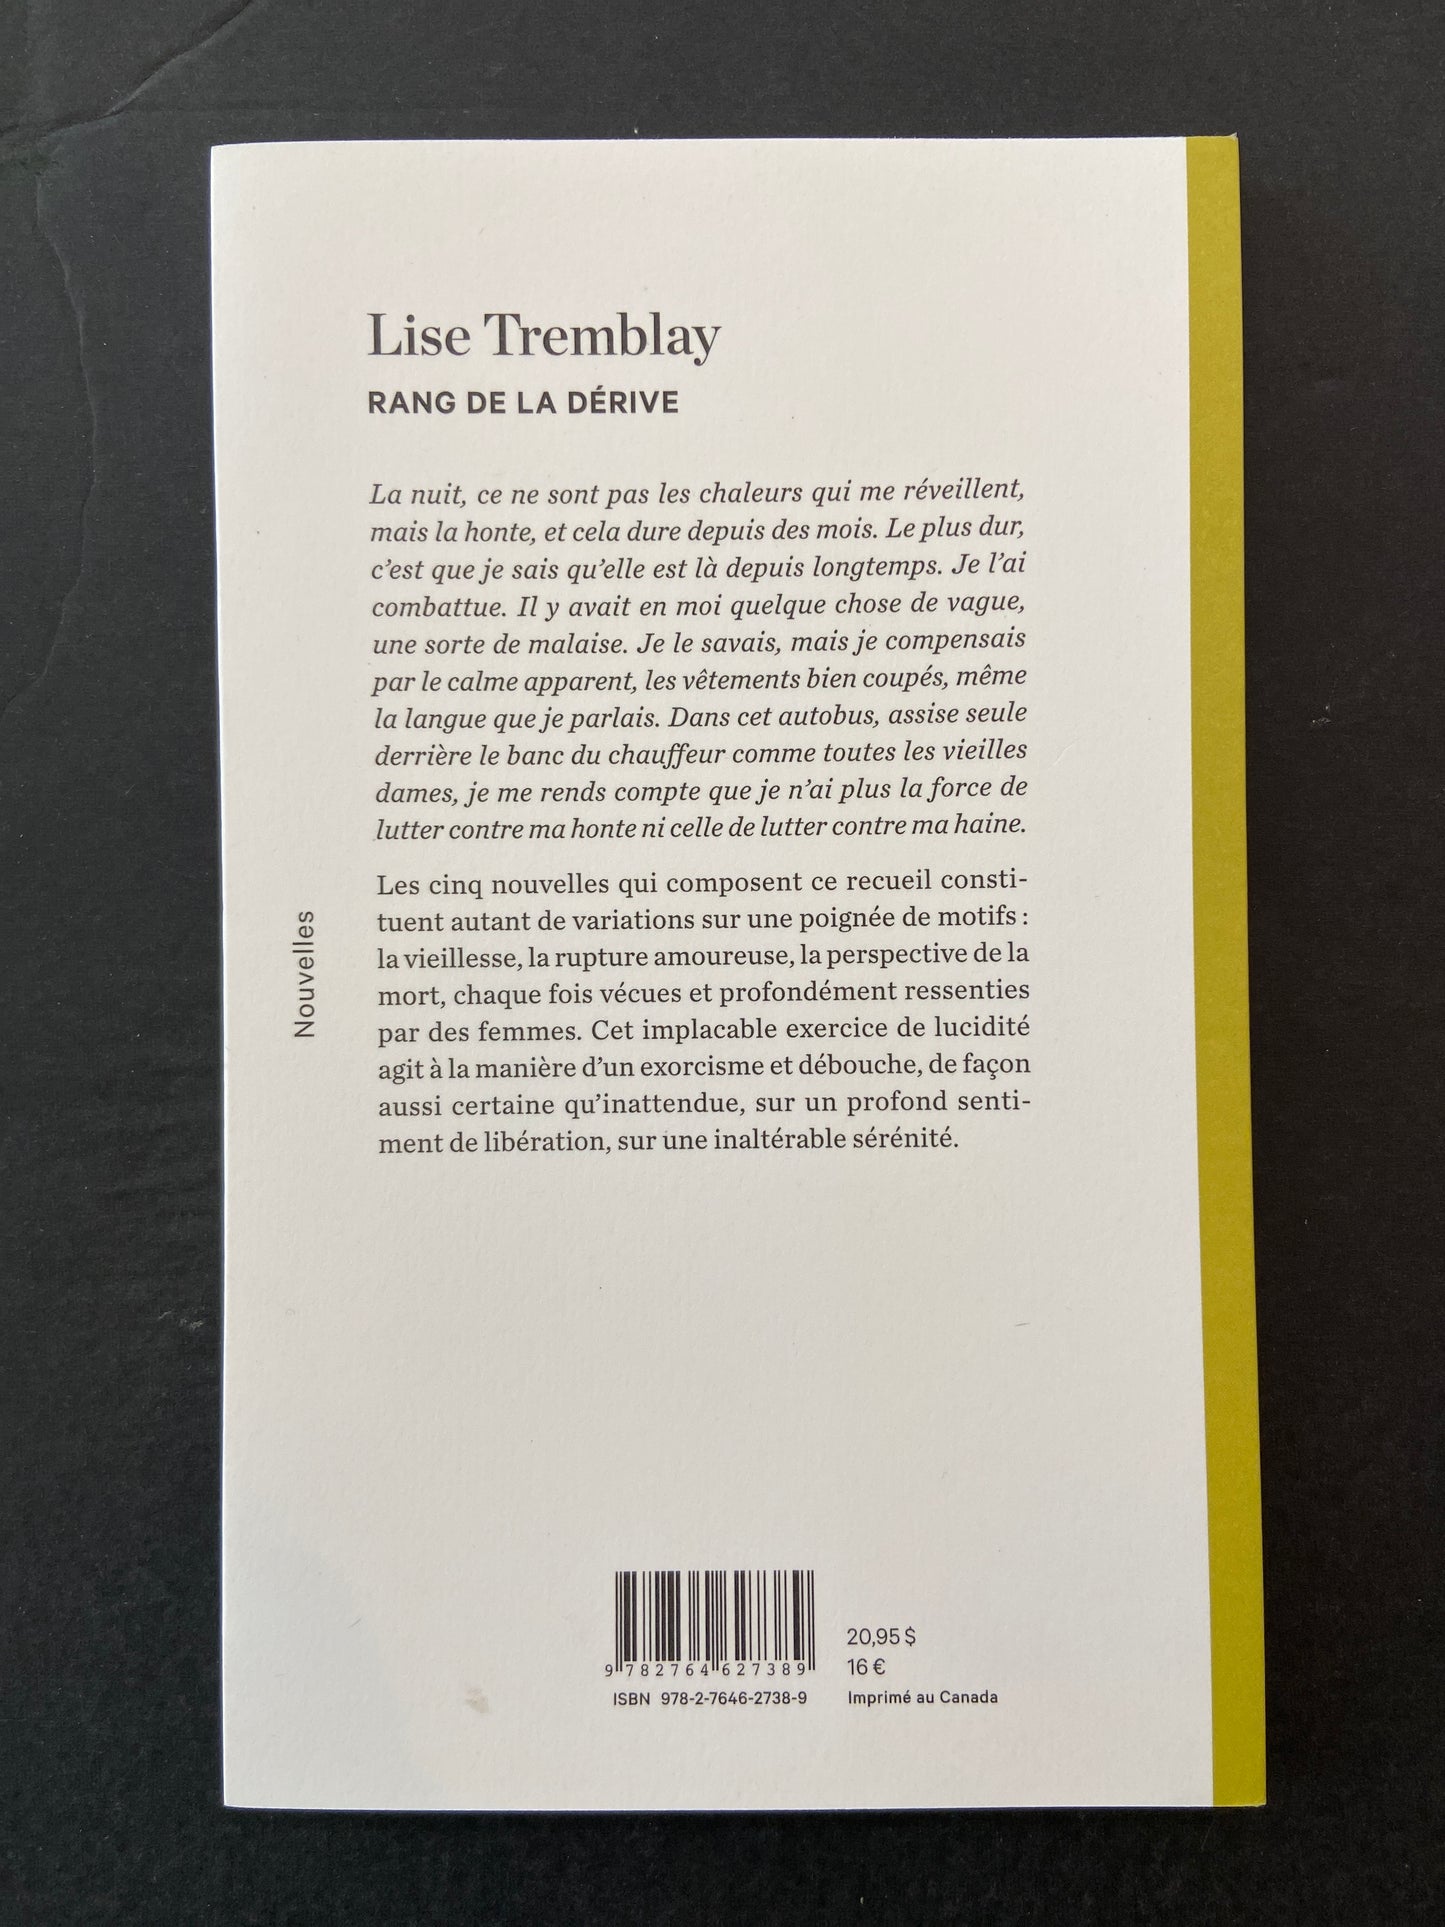 Lise Tremblay
RANG DE LA DÉRIVE
La nuit, ce ne sont pas les chaleurs qui me réveillent,
mais la honte, et cela dure depuis des mois. Le plus dur,
c’est que je sais qu’elle est là depuis longtemps. Je l’ai
combattue. Il y avait en moi quelque chose de vague,
une sorte de malaise. Je le savais, mais je compensais
par le calme apparent, les vêtements bien coupés, même
la langue que je parlais. Dans cet autobus, assise seule
derrière le banc du chauffeur comme toutes les vieilles
dames, je me rends compte que je n’ai plus la force de
lutter contre ma honte ni celle de lutter contre ma haine.
Les cinq nouvelles qui composent ce recueil consti-
tuent autant de variations sur une poignée de motifs :
la vieillesse, la rupture amoureuse, la perspective de la
mort, chaque fois vécues et profondément ressenties
par des femmes. Cet implacable exercice de lucidité
agit à la manière d’un exorcisme et débouche, de façon
aussi certaine qu’inattendue, sur un profond senti-
ment de libération, sur une inaltérable sérénité.
Nouvelles
9 782764 627389
ISBN 978-2-7646-2738-9
20,95 $
16 €
Imprimé au Canada